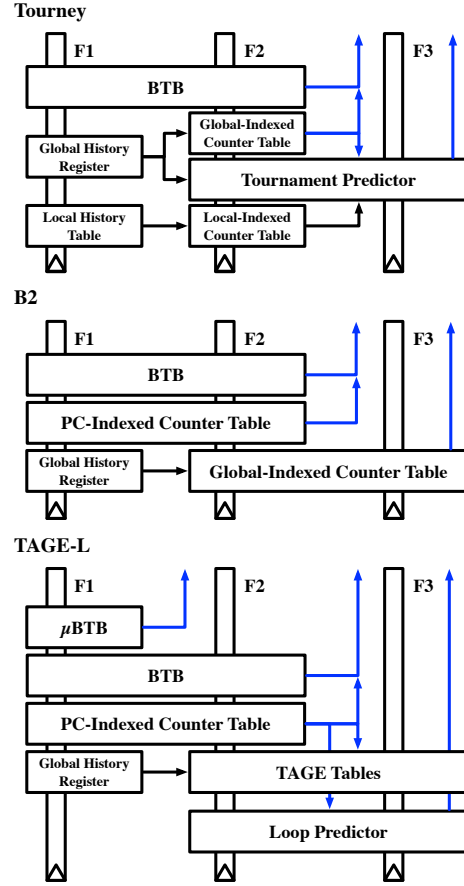 Tourney
F1
F2
F3
BTB
Global History
Register
Global-Indexed
Counter Table
Tournament Predictor
Local History
Table
Local-Indexed
Counter Table
B2
F1
F2
F3
BTB
PC-Indexed Counter Table
Global History
Register
Global-Indexed Counter Table
TAGE-L
F1
F2
F3
μBTB
BTB
PC-Indexed Counter Table
Global History
Register
TAGE Tables
Loop Predictor